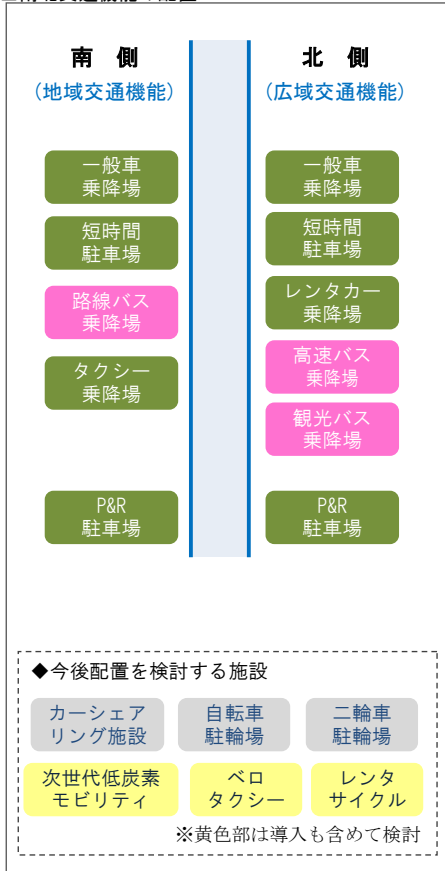 南 側
(地域交通機能)
一般車
乗降場
短時間
駐車場
路線バス
乗降場
タクシー
乗降場
P&R
駐車場
北 側
(広域交通機能)
一般車
乗降場
短時間
駐車場
レンタカー
乗降場
高速バス
乗降場
観光バス
乗降場
P&R
駐車場
◆今後配置を検討する施設
カーシェア
リング施設
自転車
駐輪場
二輪車
駐輪場
次世代低炭素
モビリティ
ベロ
タクシー
レンタ
サイクル
※黄色部は導入も含めて検討